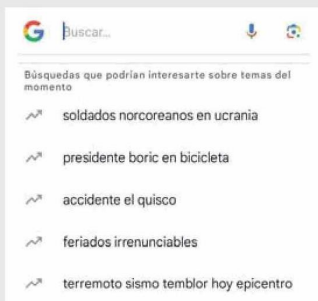 Buscar...
Búsquedas que podrían interesarte sobre temas del
momento
soldados norcoreanos en ucrania
presidente boric en bicicleta
accidente el quisco
feriados irrenunciables
terremoto sismo temblor hoy epicentro